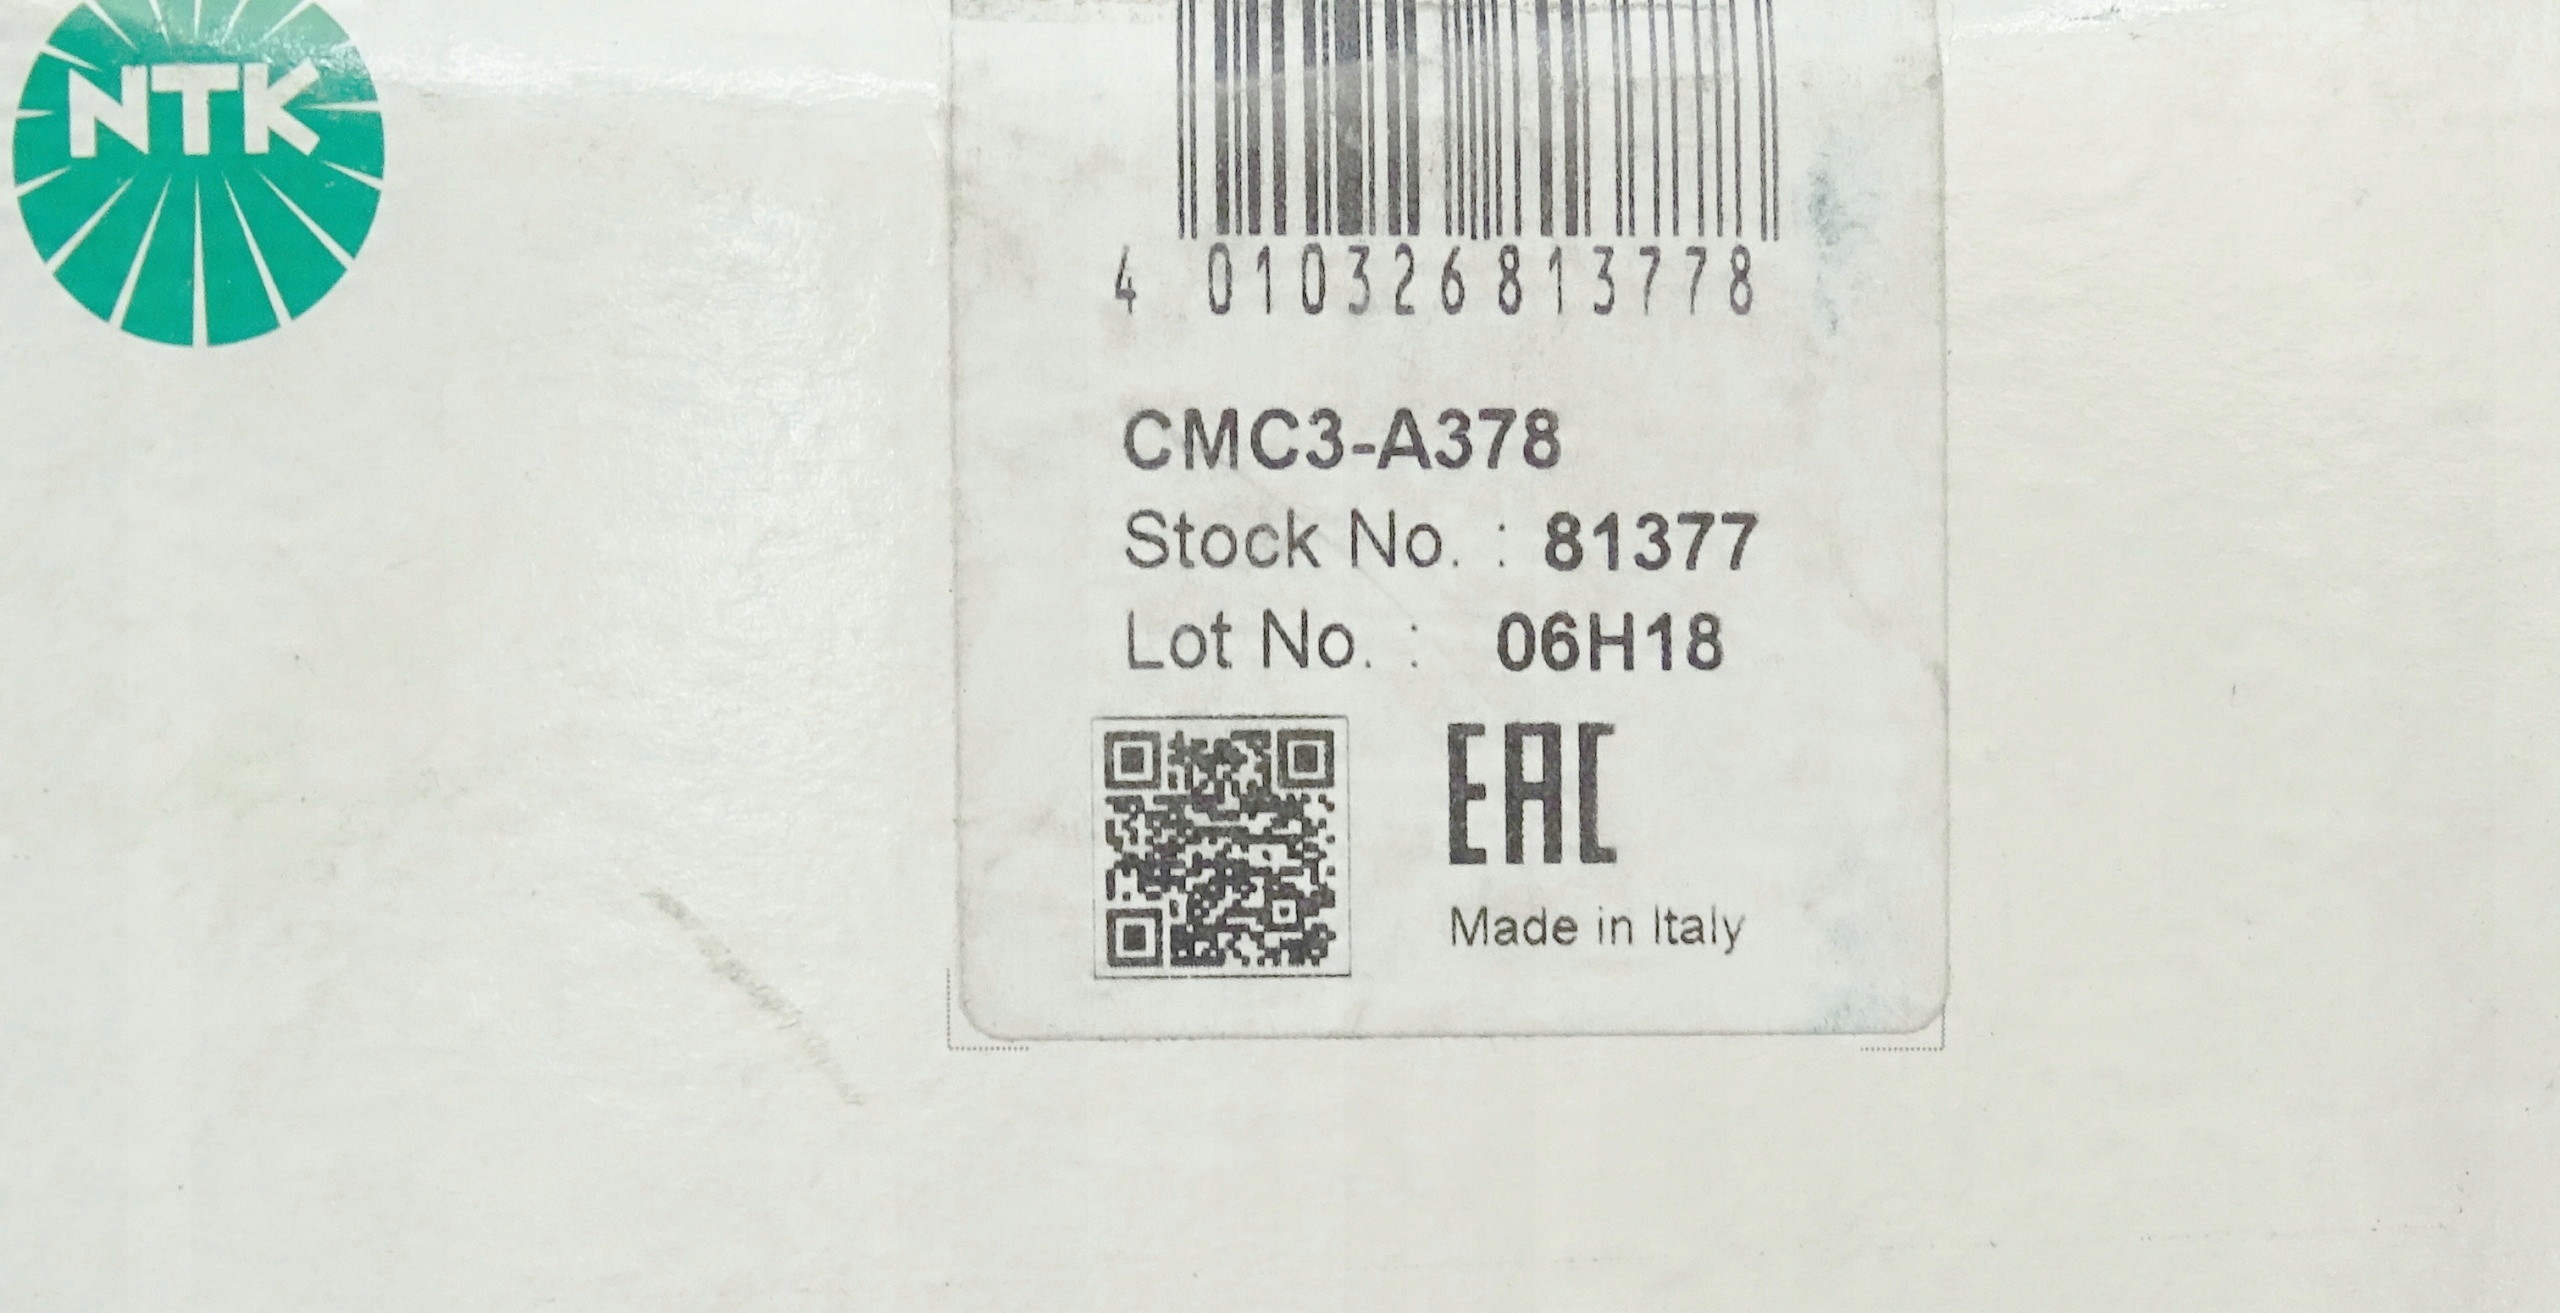 NTK
4 010326 813778
CMC3-A378
Stock No. : 81377
Lot No. : 06H18
EAC
Made in Italy